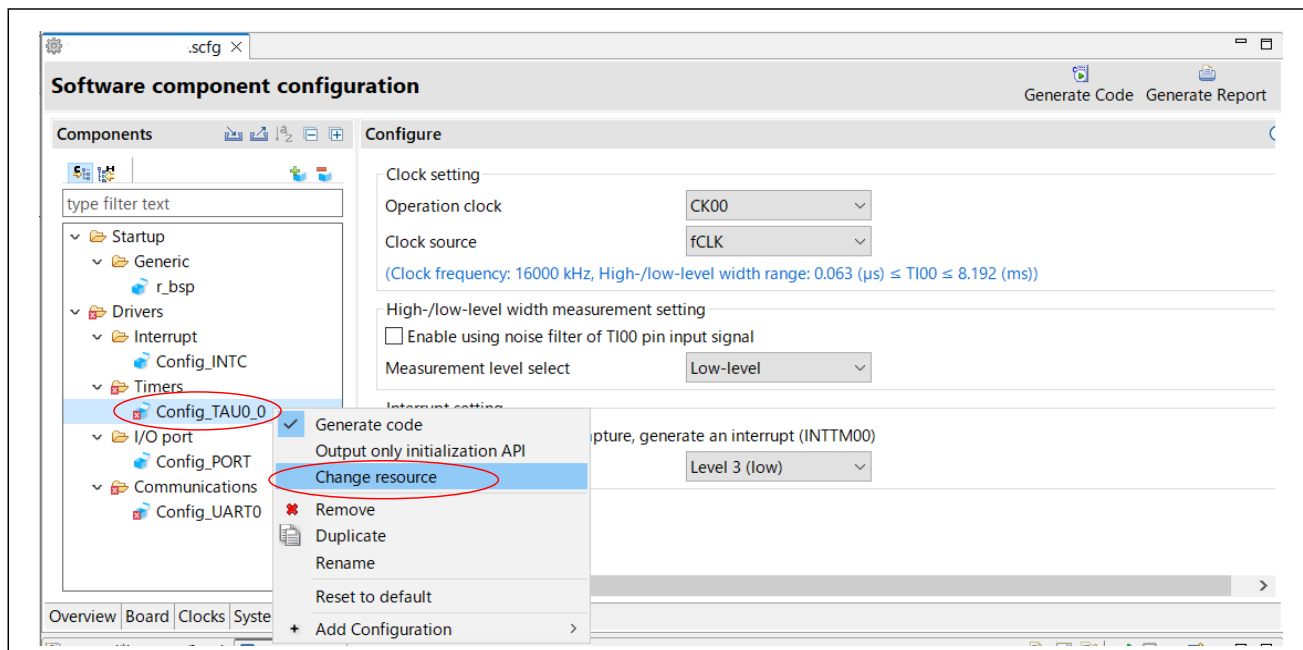 .scfg
Software component configuration
Generate Code Generate Report
Components
Configure
type filter text
Startup
Generic
r_bsp
Drivers
Interrupt
Config_INTC
Timers
Config_TAU0_0
I/O port
Config_PORT
Communications
Config_UART0
Clock setting
Operation clock CK00
Clock source fCLK
(Clock frequency: 16000 kHz, High-/low-level width range: 0.063 (μs) ≤ TI00 ≤ 8.192 (ms))
High-/low-level width measurement setting
Enable using noise filter of TI00 pin input signal
Measurement level select Low-level
Interrupt setting
pture, generate an interrupt (INTTM00)
Level 3 (low)
Generate code
Output only initialization API
Change resource
Remove
Duplicate
Rename
Reset to default
Add Configuration
Overview Board Clocks Syste